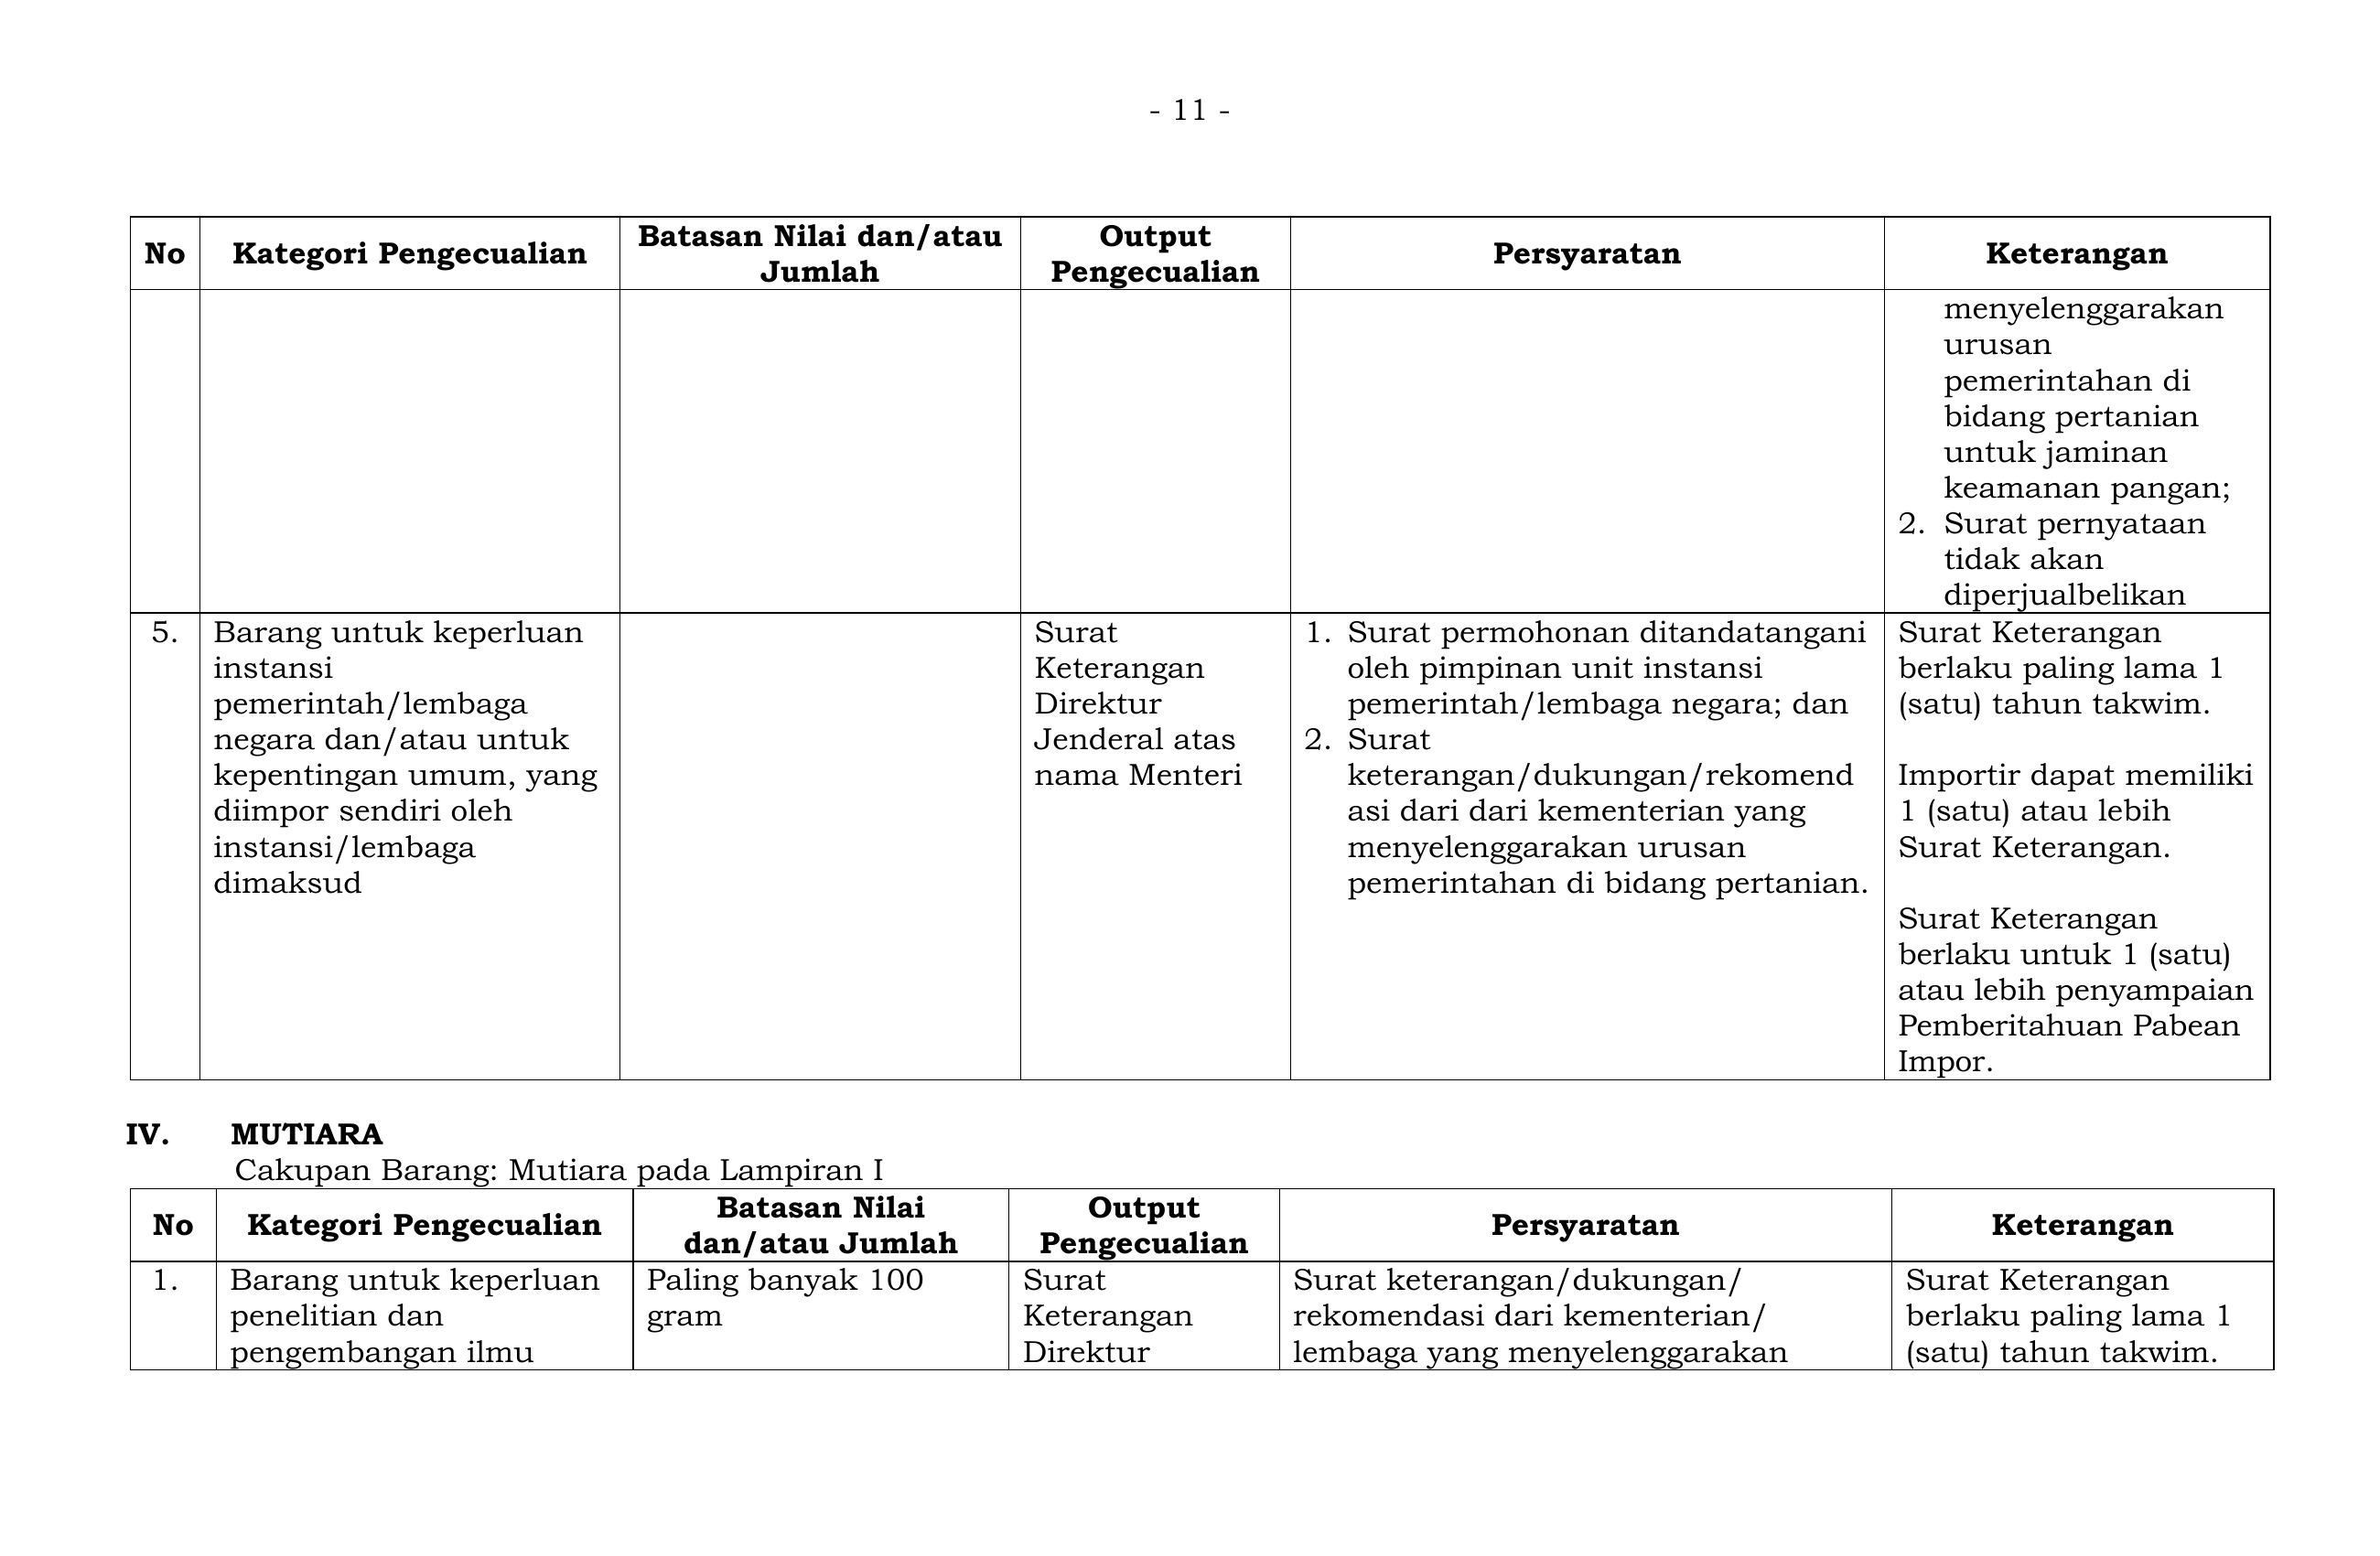 - 11 -
No
Kategori Pengecualian
Batasan Nilai dan/atau
Jumlah
Output
Pengecualian
Persyaratan
Keterangan
menyelenggarakan
urusan
pemerintahan di
bidang pertanian
untuk jaminan
keamanan pangan;
2. Surat pernyataan
tidak akan
diperjualbelikan
5.
Barang untuk keperluan
instansi
pemerintah/lembaga
negara dan/atau untuk
kepentingan umum, yang
diimpor sendiri oleh
instansi/lembaga
dimaksud
Surat
Keterangan
Direktur
Jenderal atas
nama Menteri
1. Surat permohonan ditandatangani
oleh pimpinan unit instansi
pemerintah/lembaga negara; dan
2. Surat
keterangan/dukungan/rekomend
asi dari dari kementerian yang
menyelenggarakan urusan
pemerintahan di bidang pertanian.
Surat Keterangan
berlaku paling lama 1
(satu) tahun takwim.
Importir dapat memiliki
1 (satu) atau lebih
Surat Keterangan.
Surat Keterangan
berlaku untuk 1 (satu)
atau lebih penyampaian
Pemberitahuan Pabean
Impor.
IV. MUTIARA
Cakupan Barang: Mutiara pada Lampiran I
No
Kategori Pengecualian
Batasan Nilai
dan/atau Jumlah
Output
Pengecualian
Persyaratan
Keterangan
1.
Barang untuk keperluan
penelitian dan
pengembangan ilmu
Paling banyak 100
gram
Surat
Keterangan
Direktur
Surat keterangan/dukungan/
rekomendasi dari kementerian/
lembaga yang menyelenggarakan
Surat Keterangan
berlaku paling lama 1
(satu) tahun takwim.